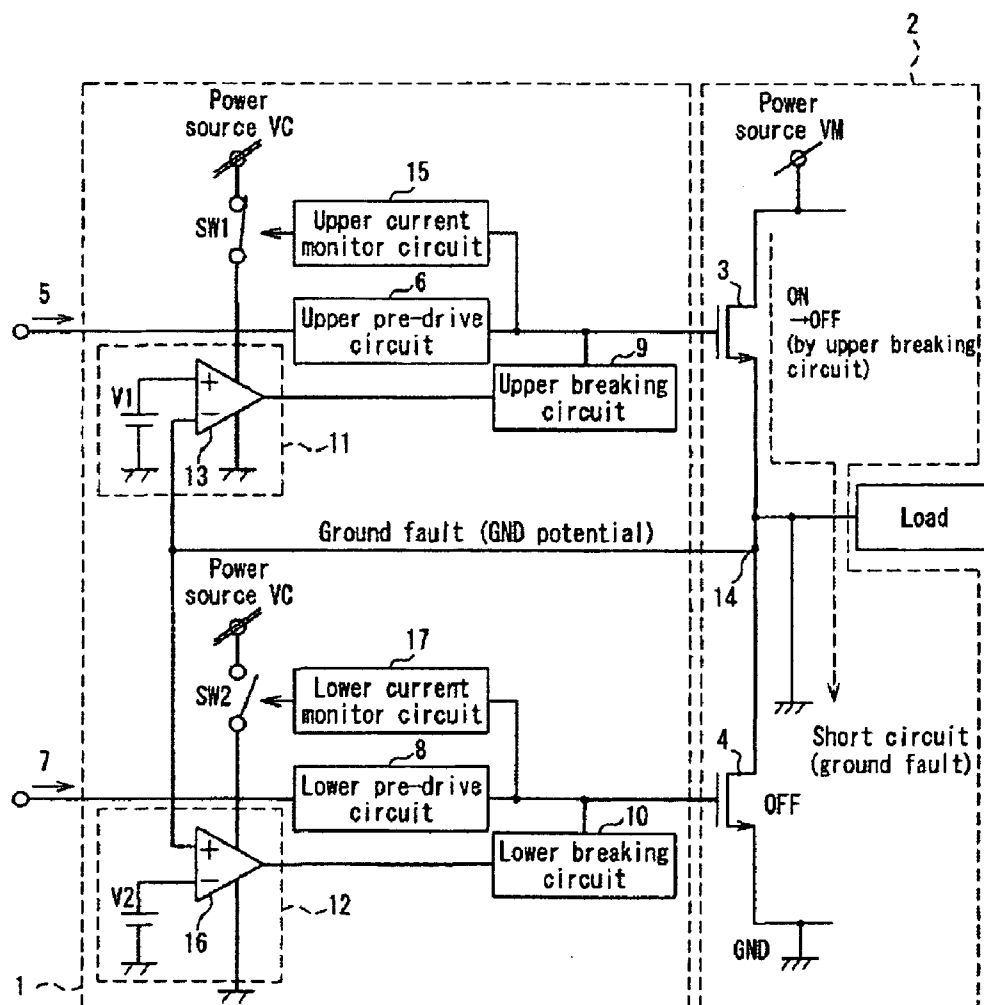 2
Power
source VC
Power
source VM
15
SW1
Upper current
monitor circuit
5
6
3
Upper pre-drive
circuit
ON
→OFF
(by upper breaking
circuit)
9
V1
+
−
Upper breaking
circuit
13
11
Load
Ground fault (GND potential)
14
Power
source VC
17
SW2
Lower current
monitor circuit
7
8
4
Short circuit
(ground fault)
Lower pre-drive
circuit
OFF
10
+
−
Lower breaking
circuit
V2
16
12
GND
1